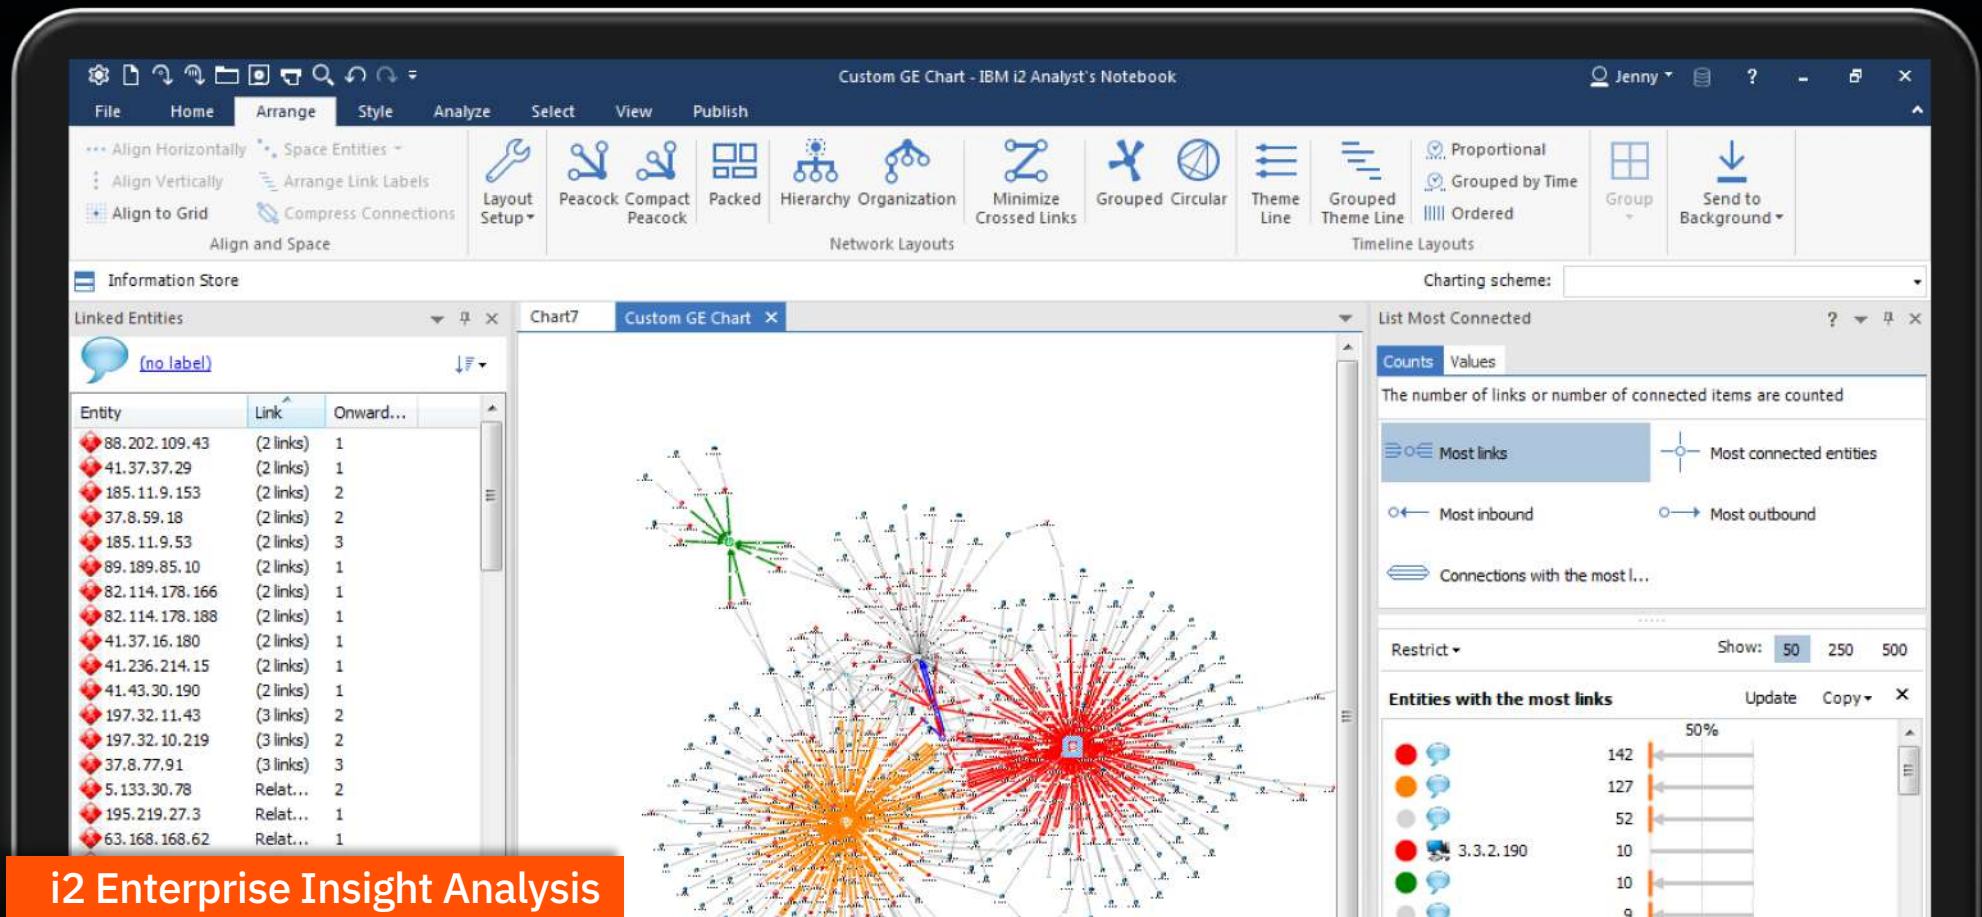 Custom GE Chart - IBM i2 Analyst's Notebook
Jenny
?
File Home Arrange Style Analyze Select View Publish
Align Horizontally
Align Vertically
Align to Grid
Space Entities
Arrange Link Labels
Compress Connections
Align and Space
Layout
Setup
Peacock
Compact
Peacock
Packed
Hierarchy
Organization
Minimize
Crossed Links
Grouped
Circular
Network Layouts
Theme
Line
Grouped
Theme Line
Proportional
Grouped by Time
Ordered
Timeline Layouts
Group
Send to
Background
Information Store
Charting scheme:
Linked Entities
(no label)
Entity Link Onward...
88.202.109.43 (2 links) 1
41.37.37.29 (2 links) 1
185.11.9.153 (2 links) 2
37.8.59.18 (2 links) 2
185.11.9.53 (2 links) 3
89.189.85.10 (2 links) 1
82.114.178.166 (2 links) 1
82.114.178.188 (2 links) 1
41.37.16.180 (2 links) 1
41.236.214.15 (2 links) 1
41.43.30.190 (2 links) 1
197.32.11.43 (3 links) 2
197.32.10.219 (3 links) 2
37.8.77.91 (3 links) 3
5.133.30.78 Relat... 2
195.219.27.3 Relat... 1
63.168.168.62 Relat... 1
Chart7 Custom GE Chart
List Most Connected
?
Counts Values
The number of links or number of connected items are counted
Most links
Most connected entities
Most inbound
Most outbound
Connections with the most l...
Restrict
Show: 50 250 500
Entities with the most links Update Copy
50%
142
127
52
3.3.2.190 10
10
9
i2 Enterprise Insight Analysis